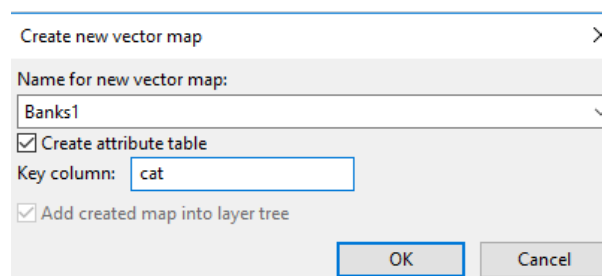 Create new vector map
Name for new vector map:
Banks1
Create attribute table
Key column: cat
Add created map into layer tree
OK Cancel